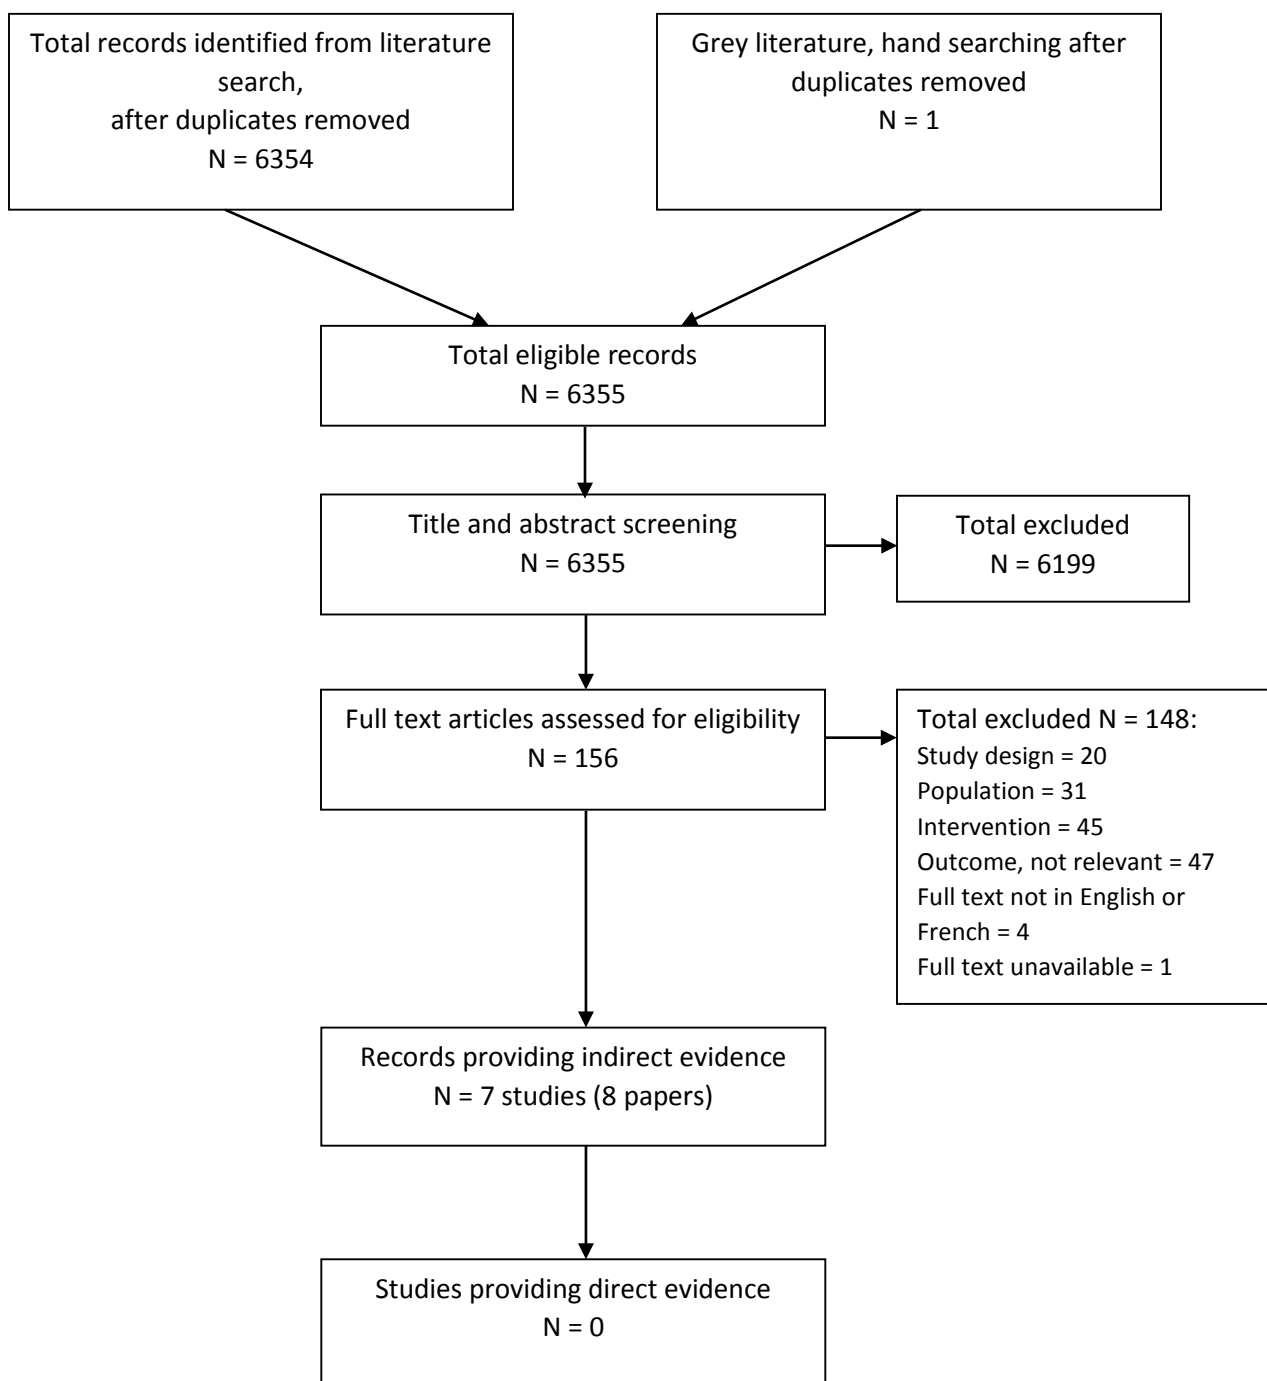 Total records identified from literature
search,
after duplicates removed
N = 6354
Grey literature, hand searching after
duplicates removed
N = 1
Total eligible records
N = 6355
Title and abstract screening
N = 6355
Total excluded
N = 6199
Full text articles assessed for eligibility
N = 156
Total excluded N = 148:
Study design = 20
Population = 31
Intervention = 45
Outcome, not relevant = 47
Full text not in English or
French = 4
Full text unavailable = 1
Records providing indirect evidence
N = 7 studies (8 papers)
Studies providing direct evidence
N = 0